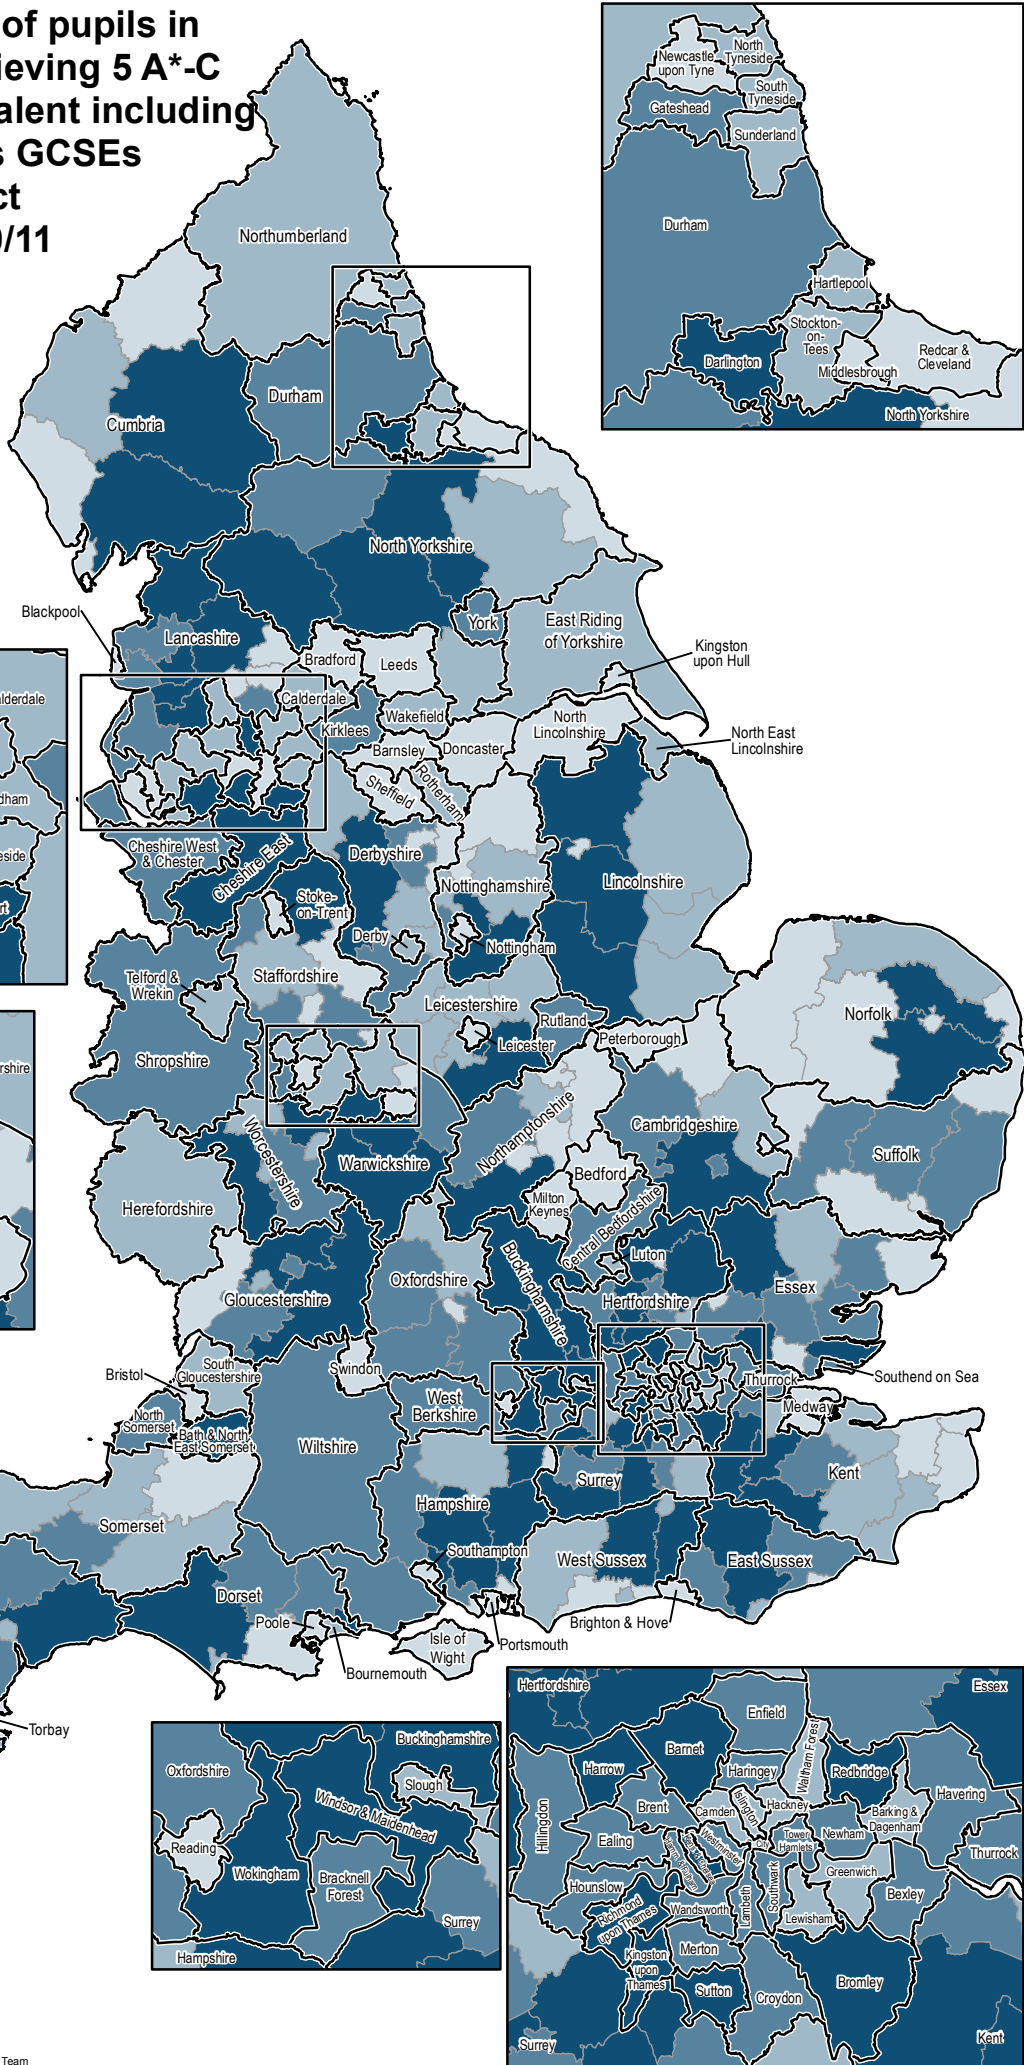 of pupils in
ieving 5 A*-C
alent including
s GCSEs
ct
0/11
Newcastle
upon Tyne
North
Tyneside
South
Tyneside
Gateshead
Sunderland
Durham
Hartlepool
Stockton-
on-
Tees
Darlington
Middlesbrough
Redcar &
Cleveland
North Yorkshire
Northumberland
Durham
Cumbria
North Yorkshire
Blackpool
Lancashire
York
East Riding
of Yorkshire
Kingston
upon Hull
Bradford
Leeds
Calderdale
Kirklees
Wakefield
North
Lincolnshire
North East
Lincolnshire
Barnsley
Doncaster
Rotherham
Sheffield
alderdale
dham
eside
rt
Cheshire West
& Chester
Cheshire East
Derbyshire
Nottinghamshire
Lincolnshire
Stoke-
on-Trent
Derby
Nottingham
Staffordshire
Telford &
Wrekin
Leicestershire
Rutland
Leicester
Peterborough
Norfolk
Shropshire
rshire
Worcestershire
Warwickshire
Northamptonshire
Cambridgeshire
Suffolk
Bedford
Herefordshire
Milton
Keynes
Central Bedfordshire
Luton
Buckinghamshire
Oxfordshire
Gloucestershire
Hertfordshire
Essex
Swindon
South
Gloucestershire
Bristol
North
Somerset
Bath & North
East Somerset
West
Berkshire
Wiltshire
Thurrock
Southend on Sea
Medway
Kent
Surrey
Hampshire
Somerset
Southampton
West Sussex
East Sussex
Dorset
Poole
Isle of
Wight
Portsmouth
Brighton & Hove
Bournemouth
Torbay
Oxfordshire
Buckinghamshire
Slough
Windsor & Maidenhead
Reading
Wokingham
Bracknell
Forest
Surrey
Hampshire
Hertfordshire
Essex
Enfield
Barnet
Harrow
Haringey
Waltham Forest
Redbridge
Havering
Hillingdon
Brent
Camden
Islington
Hackney
Barking &
Dagenham
Ealing
Westminster
City
Tower
Hamlets
Newham
Thurrock
Hounslow
Greenwich
Bexley
Richmond
upon Thames
Wandsworth
Lambeth
Southwark
Lewisham
Kingston
upon
Thames
Merton
Sutton
Croydon
Bromley
Surrey
Kent
Team